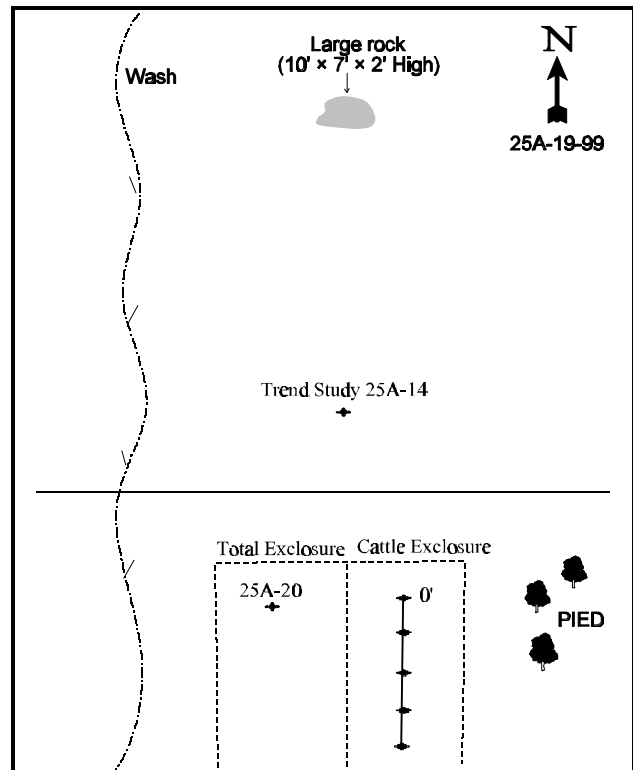 Large rock
(10' × 7' × 2' High)
N
Wash
25A-19-99
Trend Study 25A-14
Total Exclosure
Cattle Exclosure
25A-20
0'
PIED